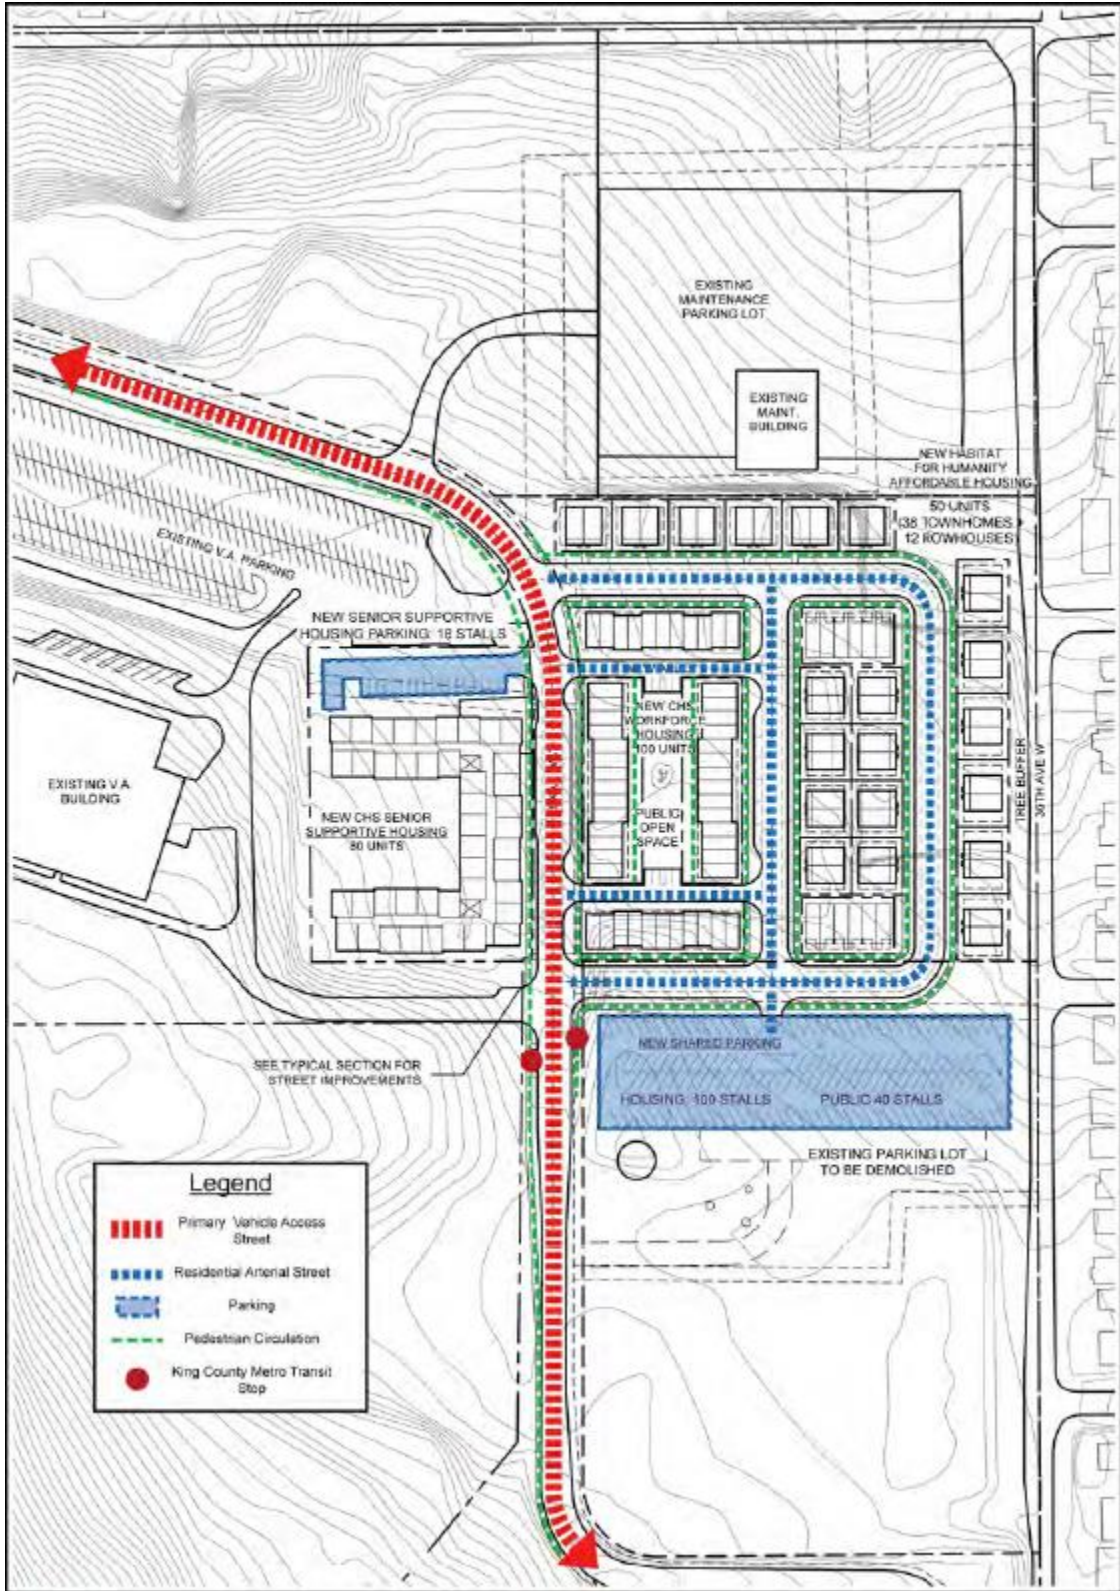 EXISTING
MAINTENANCE
PARKING LOT
EXISTING
MAINT.
BUILDING
NEW HABITAT
FOR HUMANITY
AFFORDABLE HOUSING
50 UNITS
(38 TOWNHOMES
12 ROWHOUSES)
EXISTING V.A. PARKING
NEW SENIOR SUPPORTIVE
HOUSING PARKING: 18 STALLS
NEW CHS
WORKFORCE
HOUSING
100 UNITS
PUBLIC
OPEN
SPACE
EXISTING V.A.
BUILDING
NEW CHS SENIOR
SUPPORTIVE HOUSING
80 UNITS
TREE BUFFER
36TH AVE W
SEE TYPICAL SECTION FOR
STREET IMPROVEMENTS
NEW SHARED PARKING
HOUSING: 100 STALLS
PUBLIC 40 STALLS
EXISTING PARKING LOT
TO BE DEMOLISHED
Legend
Primary Vehicle Access
Street
Residential Arterial Street
Parking
Pedestrian Circulation
King County Metro Transit
Stop